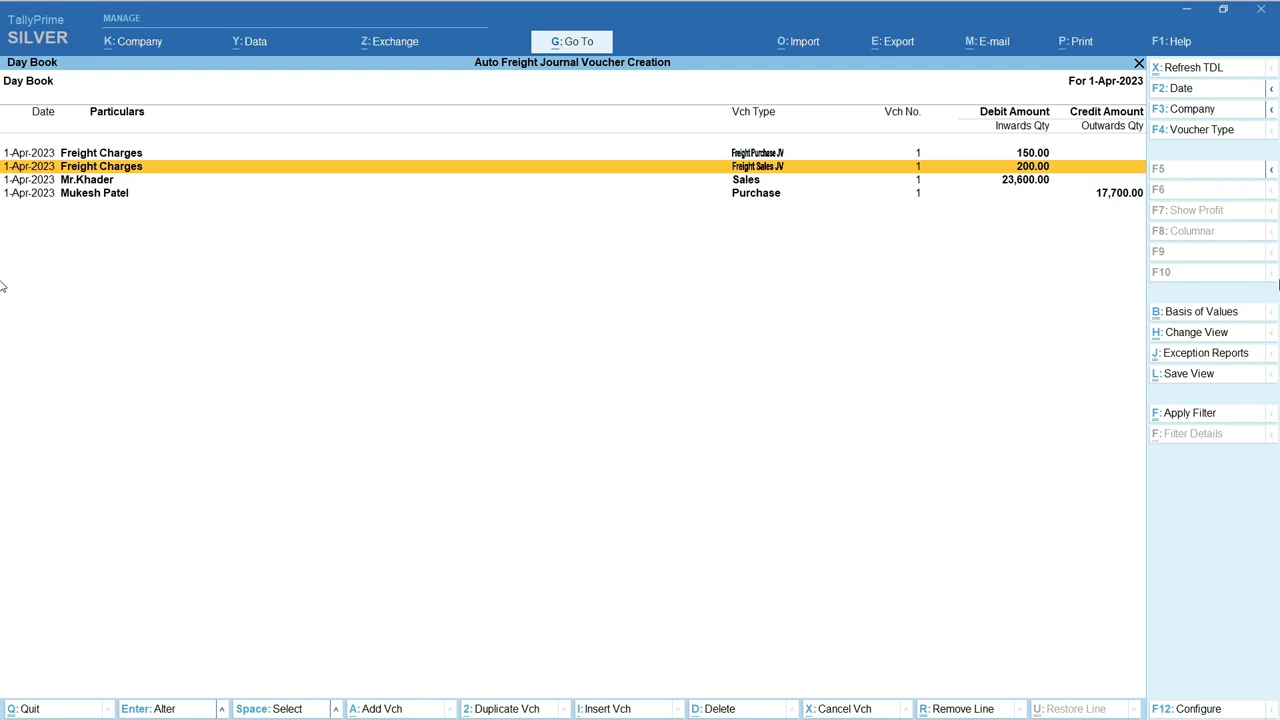 TallyPrime
SILVER
MANAGE
K: Company Y: Data Z: Exchange G: Go To O: Import E: Export M: E-mail P: Print F1: Help
Day Book Auto Freight Journal Voucher Creation
Day Book For 1-Apr-2023
Date Particulars Vch Type Vch No. Debit Amount Credit Amount
Inwards Qty Outwards Qty
1-Apr-2023 Freight Charges Freight Purchase JV 1 150.00
1-Apr-2023 Freight Charges Freight Sales JV 1 200.00
1-Apr-2023 Mr.Khader Sales 1 23,600.00
1-Apr-2023 Mukesh Patel Purchase 1 17,700.00
X: Refresh TDL
F2: Date
F3: Company
F4: Voucher Type
F5
F6
F7: Show Profit
F8: Columnar
F9
F10
B: Basis of Values
H: Change View
J: Exception Reports
L: Save View
F: Apply Filter
F: Filter Details
Q: Quit Enter: Alter Space: Select A: Add Vch 2: Duplicate Vch I: Insert Vch D: Delete X: Cancel Vch R: Remove Line U: Restore Line F12: Configure